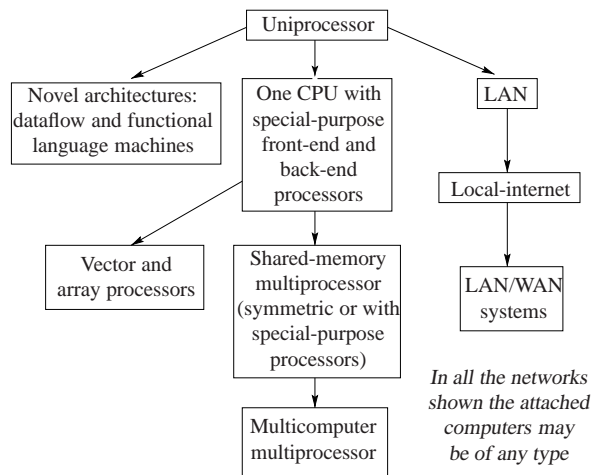 Uniprocessor
Novel architectures:
dataflow and functional
language machines
One CPU with
special-purpose
front-end and
back-end
processors
LAN
Local-internet
Vector and
array processors
Shared-memory
multiprocessor
(symmetric or with
special-purpose
processors)
LAN/WAN
systems
Multicomputer
multiprocessor
In all the networks
shown the attached
computers may
be of any type